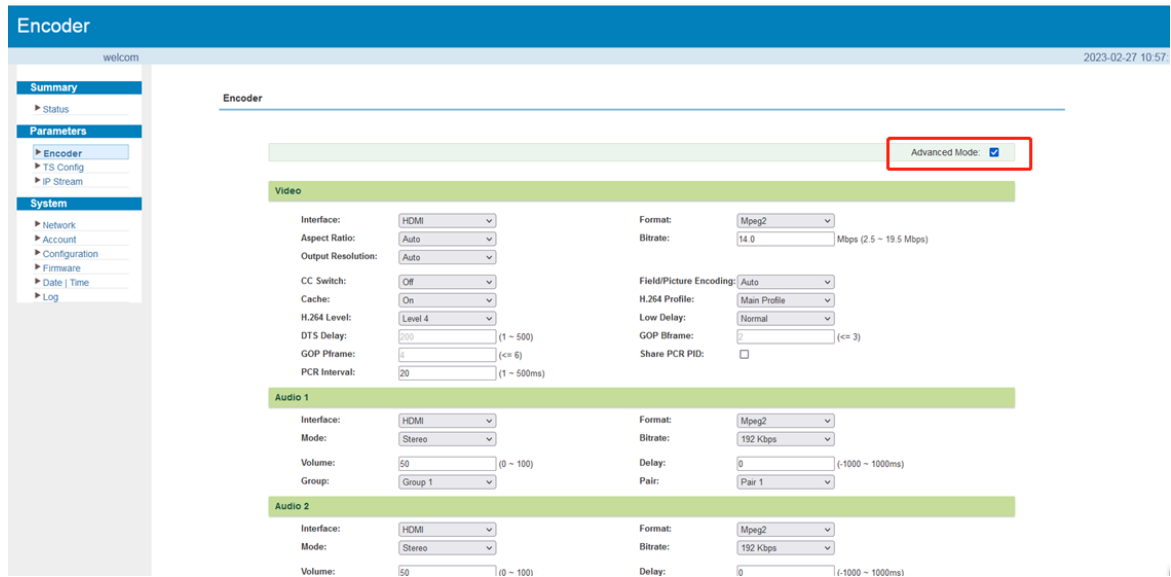 Encoder
welcom
2023-02-27 10:57:
Summary
Status
Parameters
Encoder
TS Config
IP Stream
System
Network
Account
Configuration
Firmware
Date | Time
Log
Encoder
Advanced Mode:
Video
Interface: HDMI Format: Mpeg2
Aspect Ratio: Auto Bitrate: 14.0 Mbps (2.5 ~ 19.5 Mbps)
Output Resolution: Auto
CC Switch: Off Field/Picture Encoding: Auto
Cache: On H.264 Profile: Main Profile
H.264 Level: Level 4 Low Delay: Normal
DTS Delay: 200 (1 ~ 500) GOP Bframe: 2 (<= 3)
GOP Pframe: 4 (<= 6) Share PCR PID:
PCR Interval: 20 (1 ~ 500ms)
Audio 1
Interface: HDMI Format: Mpeg2
Mode: Stereo Bitrate: 192 Kbps
Volume: 50 (0 ~ 100) Delay: 0 (-1000 ~ 1000ms)
Group: Group 1 Pair: Pair 1
Audio 2
Interface: HDMI Format: Mpeg2
Mode: Stereo Bitrate: 192 Kbps
Volume: 50 (0 ~ 100) Delay: 0 (-1000 ~ 1000ms)